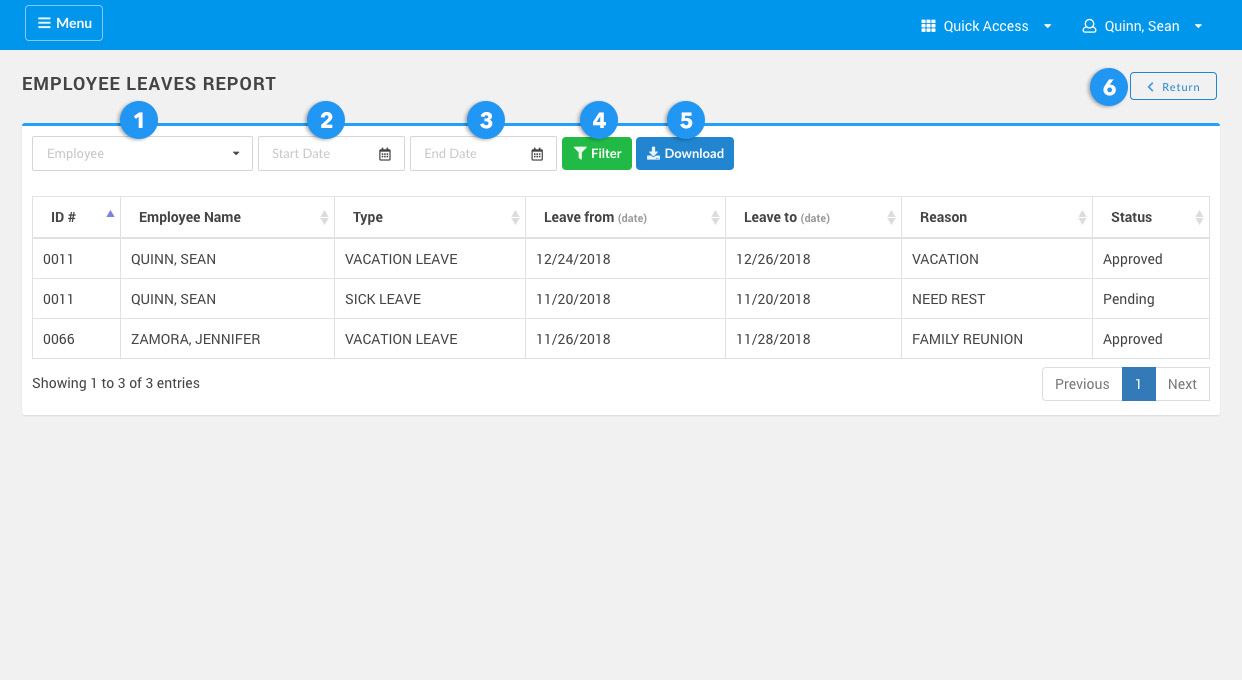 Menu
Quick Access
Quinn, Sean
EMPLOYEE LEAVES REPORT
6
Return
1
2
3
4
5
Employee
Start Date
End Date
Filter
Download
ID # Employee Name Type Leave from (date) Leave to (date) Reason Status
0011 QUINN, SEAN VACATION LEAVE 12/24/2018 12/26/2018 VACATION Approved
0011 QUINN, SEAN SICK LEAVE 11/20/2018 11/20/2018 NEED REST Pending
0066 ZAMORA, JENNIFER VACATION LEAVE 11/26/2018 11/28/2018 FAMILY REUNION Approved
Showing 1 to 3 of 3 entries
Previous 1 Next